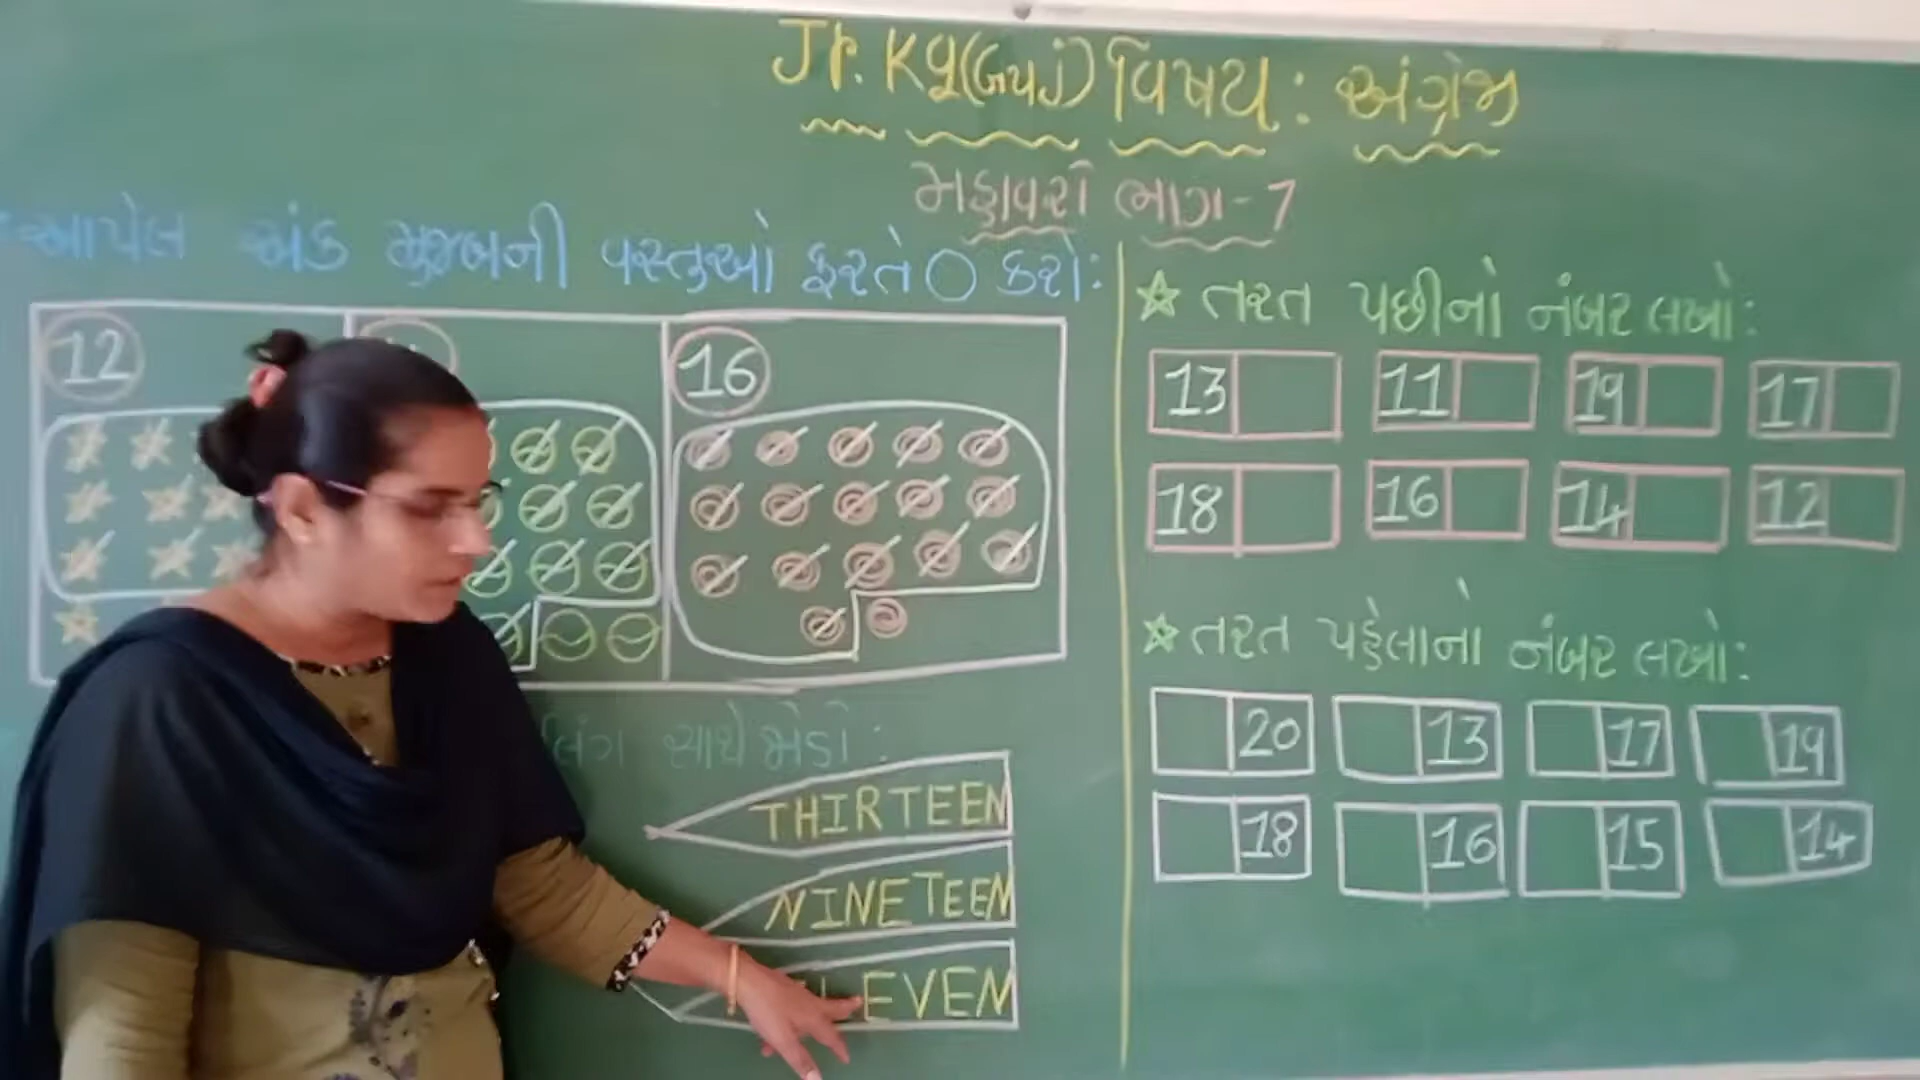 Jr. Kg(ગુજ) વિષય : અંગ્રેજી
મહાવરો ભાગ-7
આપેલ અંક મુજબની વસ્તુઓ ફરતે ○ કરો:
12
16
સાથે જોડો :
THIRTEEN
NINETEEN
તરત પછીનો નંબર લખો:
13 11 19 17
18 16 14 12
તરત પહેલાનો નંબર લખો:
20 13 17 19
18 16 15 14